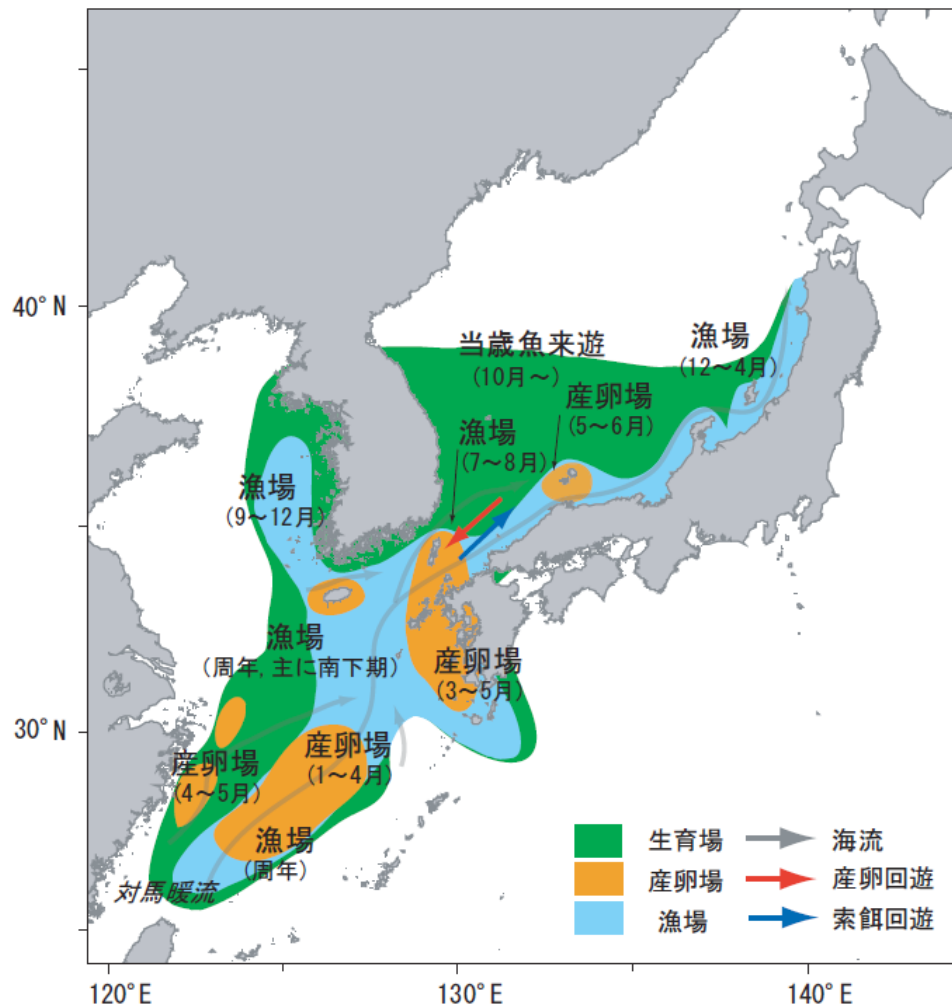 40°N
当歳魚来遊
(10月～)
漁場
(12～4月)
産卵場
(5～6月)
漁場
(7～8月)
漁場
(9～12月)
漁場
(周年,主に南下期)
産卵場
(3～5月)
30°N
産卵場
(4～5月)
産卵場
(1～4月)
漁場
(周年)
対馬暖流
生育場
海流
産卵場
産卵回遊
漁場
索餌回遊
120°E
130°E
140°E